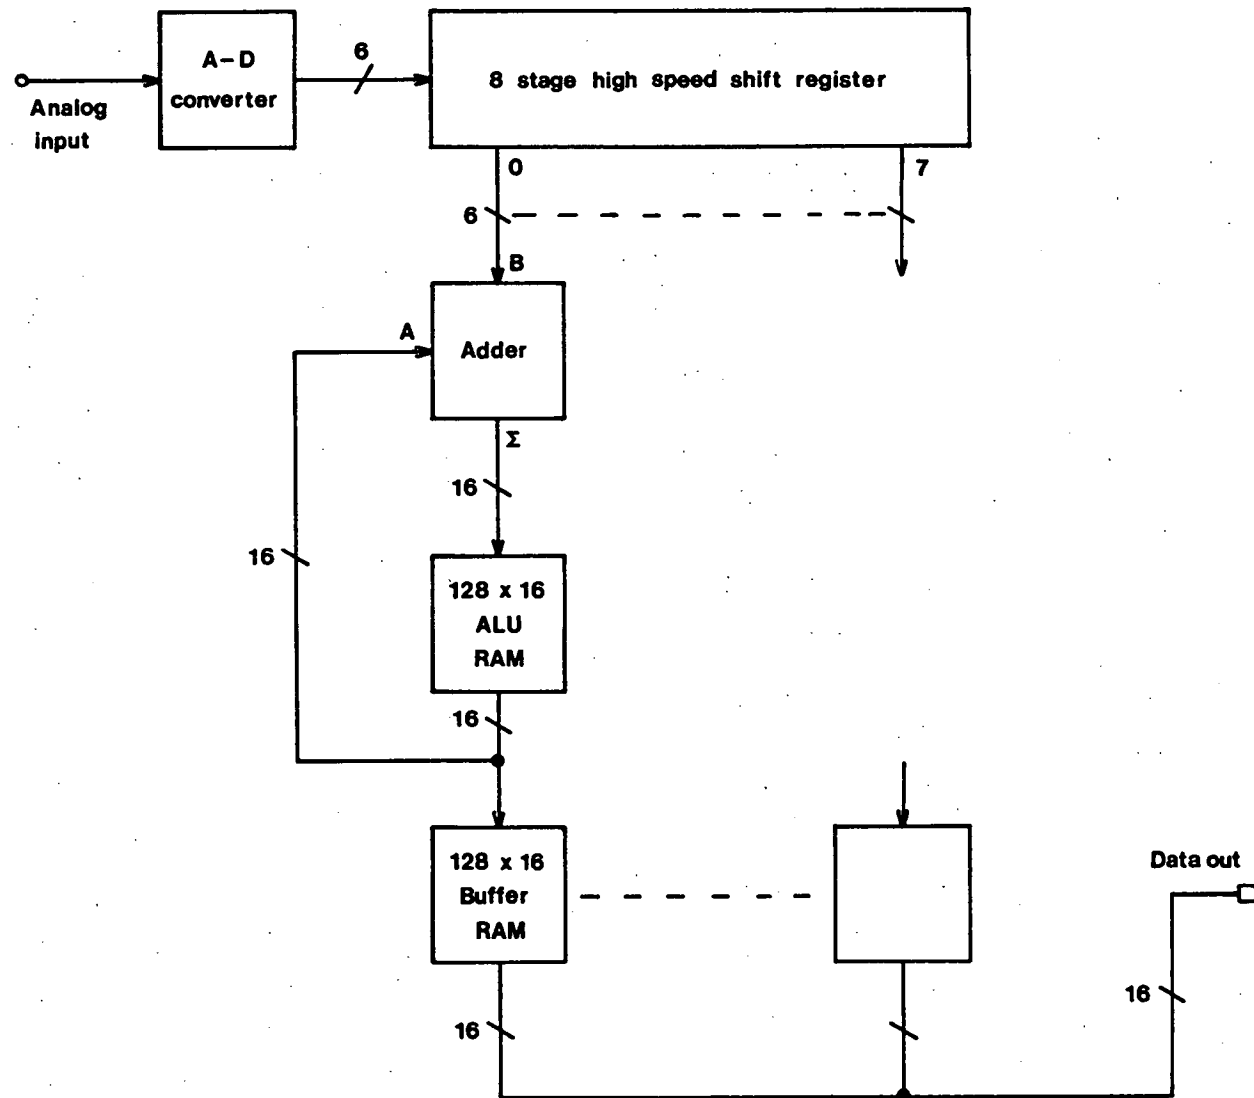 A-D
converter
6
8 stage high speed shift register
Analog
input
0
7
6
B
A
Adder
Σ
16
16
128 x 16
ALU
RAM
16
128 x 16
Buffer
RAM
Data out
16
16